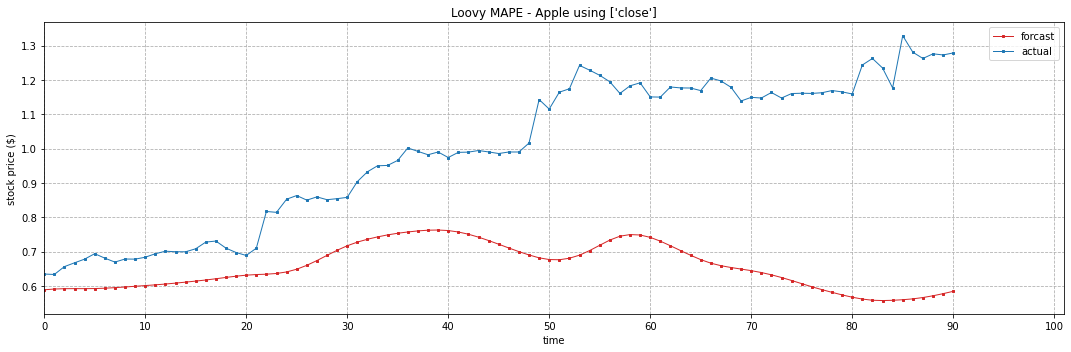 Loovy MAPE - Apple using ['close']
forcast
actual
stock price ($)
1.3
1.2
1.1
1.0
0.9
0.8
0.7
0.6
0 10 20 30 40 50 60 70 80 90 100
time